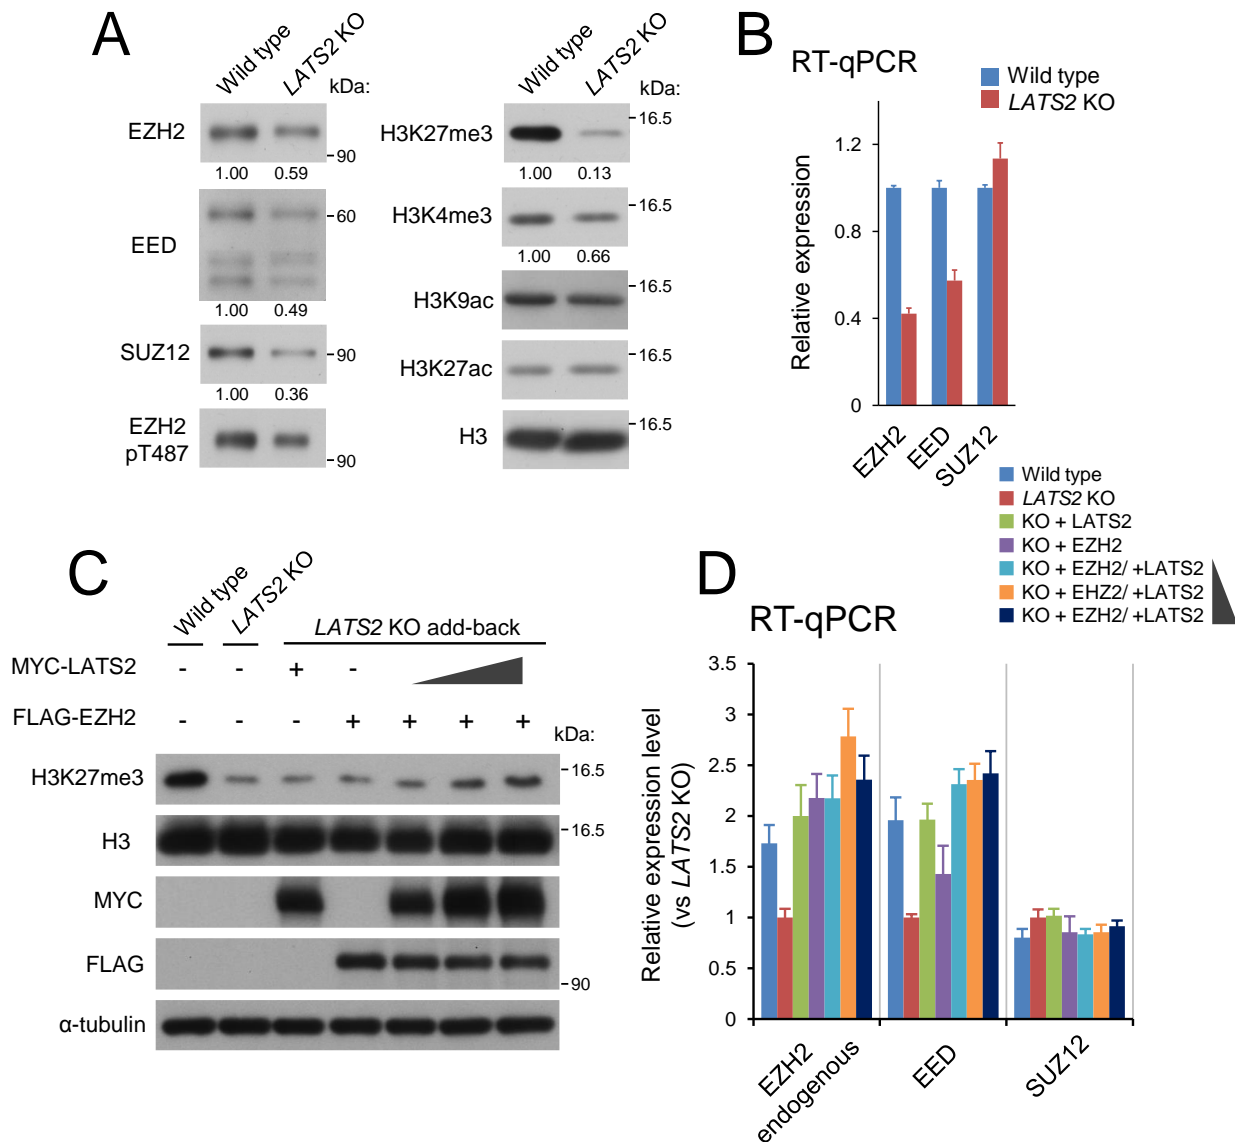 A
Wild type
LATS2 KO
kDa:
EZH2
-90
1.00 0.59
EED
-60
1.00 0.49
SUZ12
-90
1.00 0.36
EZH2
pT487
-90
Wild type
LATS2 KO
kDa:
H3K27me3
-16.5
1.00 0.13
H3K4me3
-16.5
1.00 0.66
H3K9ac
-16.5
H3K27ac
-16.5
H3
-16.5
B
RT-qPCR
Wild type
LATS2 KO
Relative expression
1.2
0.8
0.4
0
EZH2
EED
SUZ12
C
Wild type
LATS2 KO
LATS2 KO add-back
MYC-LATS2 - - + -
FLAG-EZH2 - - - + + + +
kDa:
H3K27me3
-16.5
H3
-16.5
MYC
FLAG
-90
α-tubulin
D
RT-qPCR
Wild type
LATS2 KO
KO + LATS2
KO + EZH2
KO + EZH2/ +LATS2
KO + EHZ2/ +LATS2
KO + EZH2/ +LATS2
Relative expression level
(vs LATS2 KO)
3.5
3
2.5
2
1.5
1
0.5
0
EZH2
endogenous
EED
SUZ12